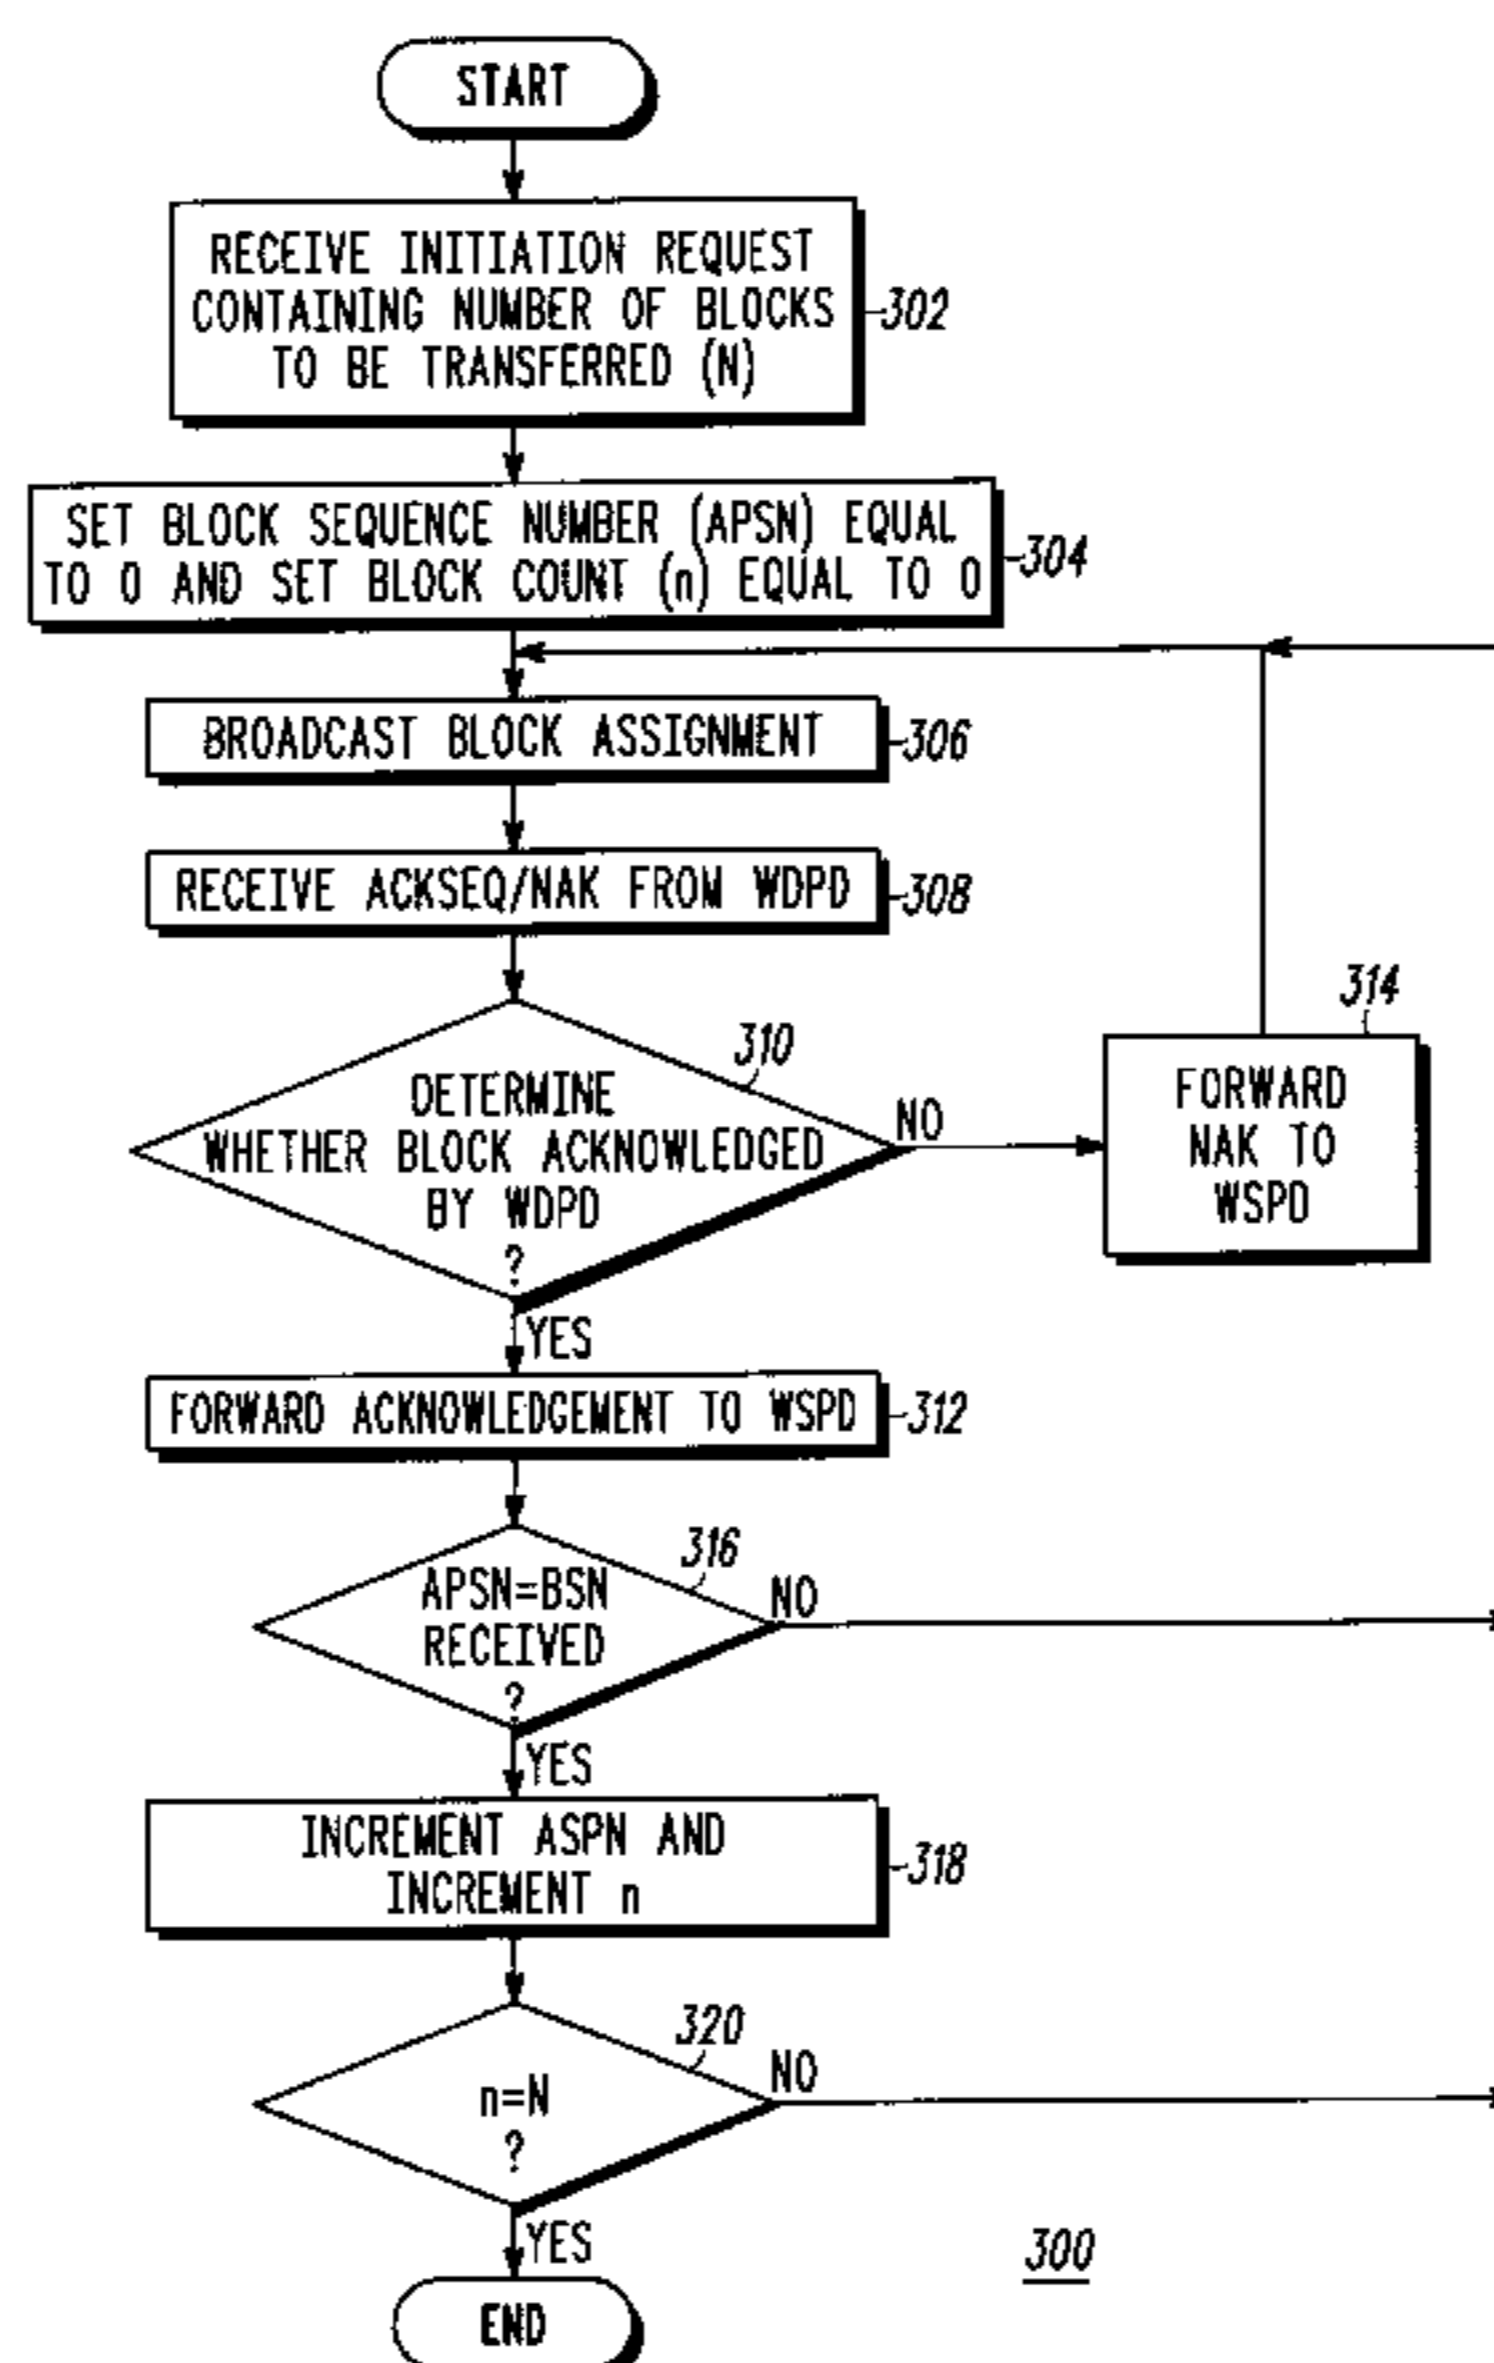 START
RECEIVE INITIATION REQUEST
CONTAINING NUMBER OF BLOCKS
TO BE TRANSFERRED (N)
302
SET BLOCK SEQUENCE NUMBER (APSN) EQUAL
TO 0 AND SET BLOCK COUNT (n) EQUAL TO 0
304
BROADCAST BLOCK ASSIGNMENT
306
RECEIVE ACKSEQ/NAK FROM WDPD
308
310
DETERMINE
WHETHER BLOCK ACKNOWLEDGED
BY WDPD
?
NO
314
FORWARD
NAK TO
WSPD
YES
FORWARD ACKNOWLEDGEMENT TO WSPD
312
316
APSN=BSN
RECEIVED
?
NO
YES
INCREMENT ASPN AND
INCREMENT n
318
320
n=N
?
NO
YES
300
END